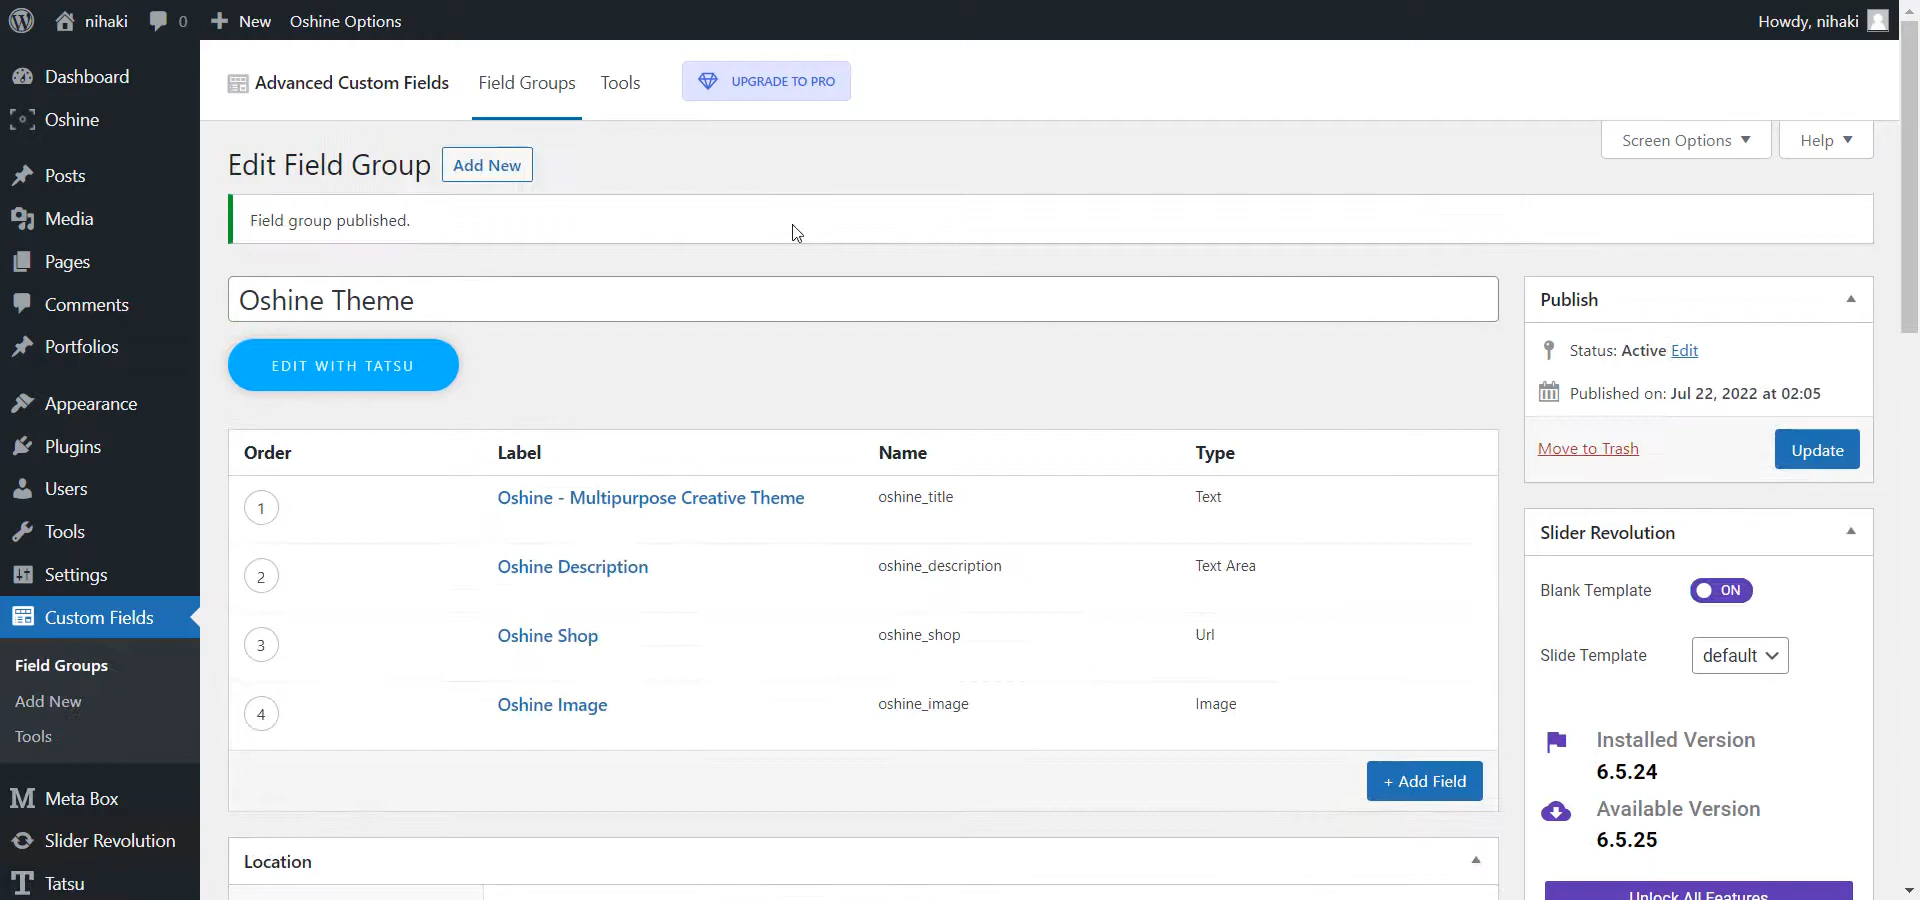 nihaki
0
New
Oshine Options
Howdy, nihaki
Dashboard
Oshine
Posts
Media
Pages
Comments
Portfolios
Appearance
Plugins
Users
Tools
Settings
Custom Fields
Field Groups
Add New
Tools
Meta Box
Slider Revolution
Tatsu
Advanced Custom Fields
Field Groups
Tools
UPGRADE TO PRO
Screen Options
Help
Edit Field Group
Add New
Field group published.
Oshine Theme
EDIT WITH TATSU
Order Label Name Type
1 Oshine - Multipurpose Creative Theme oshine_title Text
2 Oshine Description oshine_description Text Area
3 Oshine Shop oshine_shop Url
4 Oshine Image oshine_image Image
+ Add Field
Location
Publish
Status: Active Edit
Published on: Jul 22, 2022 at 02:05
Move to Trash
Update
Slider Revolution
Blank Template ON
Slide Template default
Installed Version
6.5.24
Available Version
6.5.25
Unlock All Features